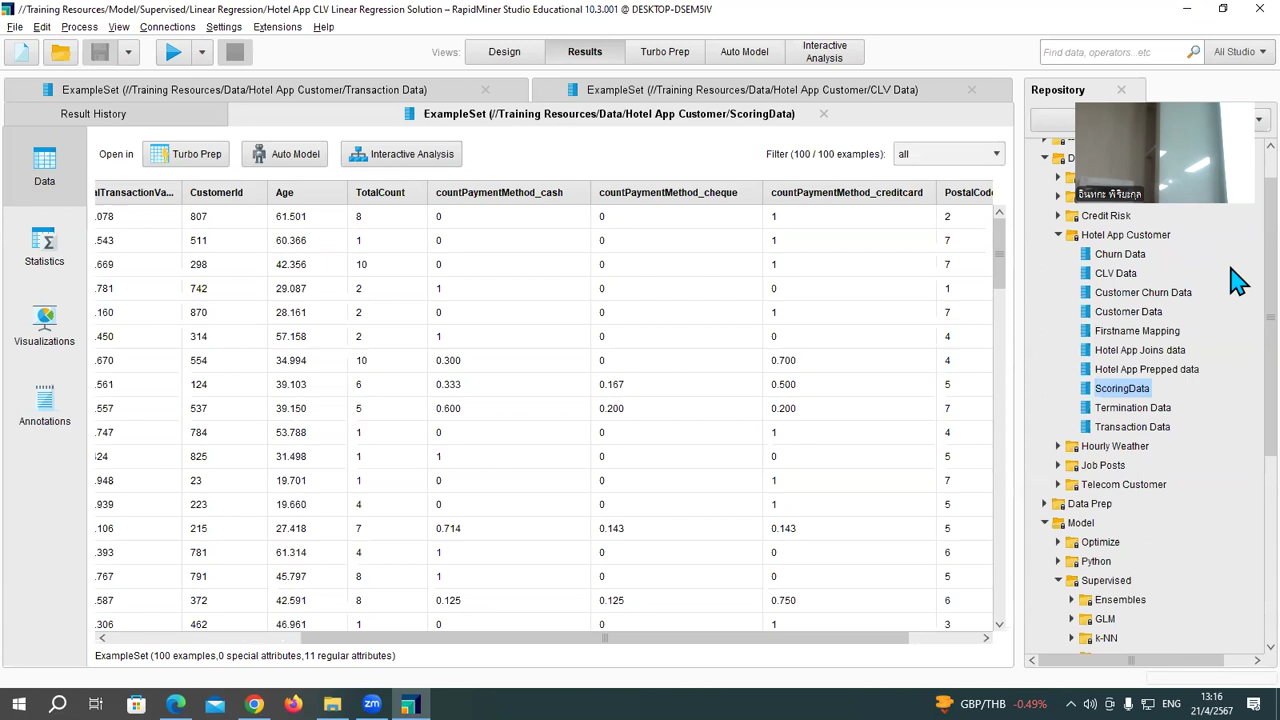 //Training Resources/Model/Supervised/Linear Regression/Hotel App CLV Linear Regression Solution – RapidMiner Studio Educational 10.3.001 @ DESKTOP-DSEM5IV
File Edit Process View Connections Settings Extensions Help
Views: Design Results Turbo Prep Auto Model Interactive Analysis Find data, operators...etc All Studio
ExampleSet (//Training Resources/Data/Hotel App Customer/Transaction Data) ExampleSet (//Training Resources/Data/Hotel App Customer/CLV Data)
Result History ExampleSet (//Training Resources/Data/Hotel App Customer/ScoringData)
Open in Turbo Prep Auto Model Interactive Analysis Filter (100 / 100 examples): all
Data
Statistics
Visualizations
Annotations
alTransactionVa... CustomerId Age TotalCount countPaymentMethod_cash countPaymentMethod_cheque countPaymentMethod_creditcard PostalCode
.078 807 61.501 8 0 0 1 2
.543 511 60.366 1 0 0 1 7
.669 298 42.356 10 0 0 1 7
.781 742 29.087 2 1 0 0 1
.160 870 28.161 2 0 0 1 7
.450 314 57.158 2 1 0 0 4
.670 554 34.994 10 0.300 0 0.700 4
.561 124 39.103 6 0.333 0.167 0.500 5
.557 537 39.150 5 0.600 0.200 0.200 7
.747 784 53.788 1 0 0 1 4
.424 825 31.498 1 1 0 0 5
.948 23 19.701 1 0 0 1 7
.939 223 19.660 4 0 0 1 5
.106 215 27.418 7 0.714 0.143 0.143 5
.393 781 61.314 4 1 0 0 6
.767 791 45.797 8 1 0 0 5
.587 372 42.591 8 0.125 0.125 0.750 6
.306 462 46.961 1 0 0 1 3
ExampleSet (100 examples,0 special attributes,11 regular attributes)
Repository
อินทกะ พิริยะกุล
Credit Risk
Hotel App Customer
Churn Data
CLV Data
Customer Churn Data
Customer Data
Firstname Mapping
Hotel App Joins data
Hotel App Prepped data
ScoringData
Termination Data
Transaction Data
Hourly Weather
Job Posts
Telecom Customer
Data Prep
Model
Optimize
Python
Supervised
Ensembles
GLM
k-NN
GBP/THB -0.49% ENG 13:16
21/4/2567